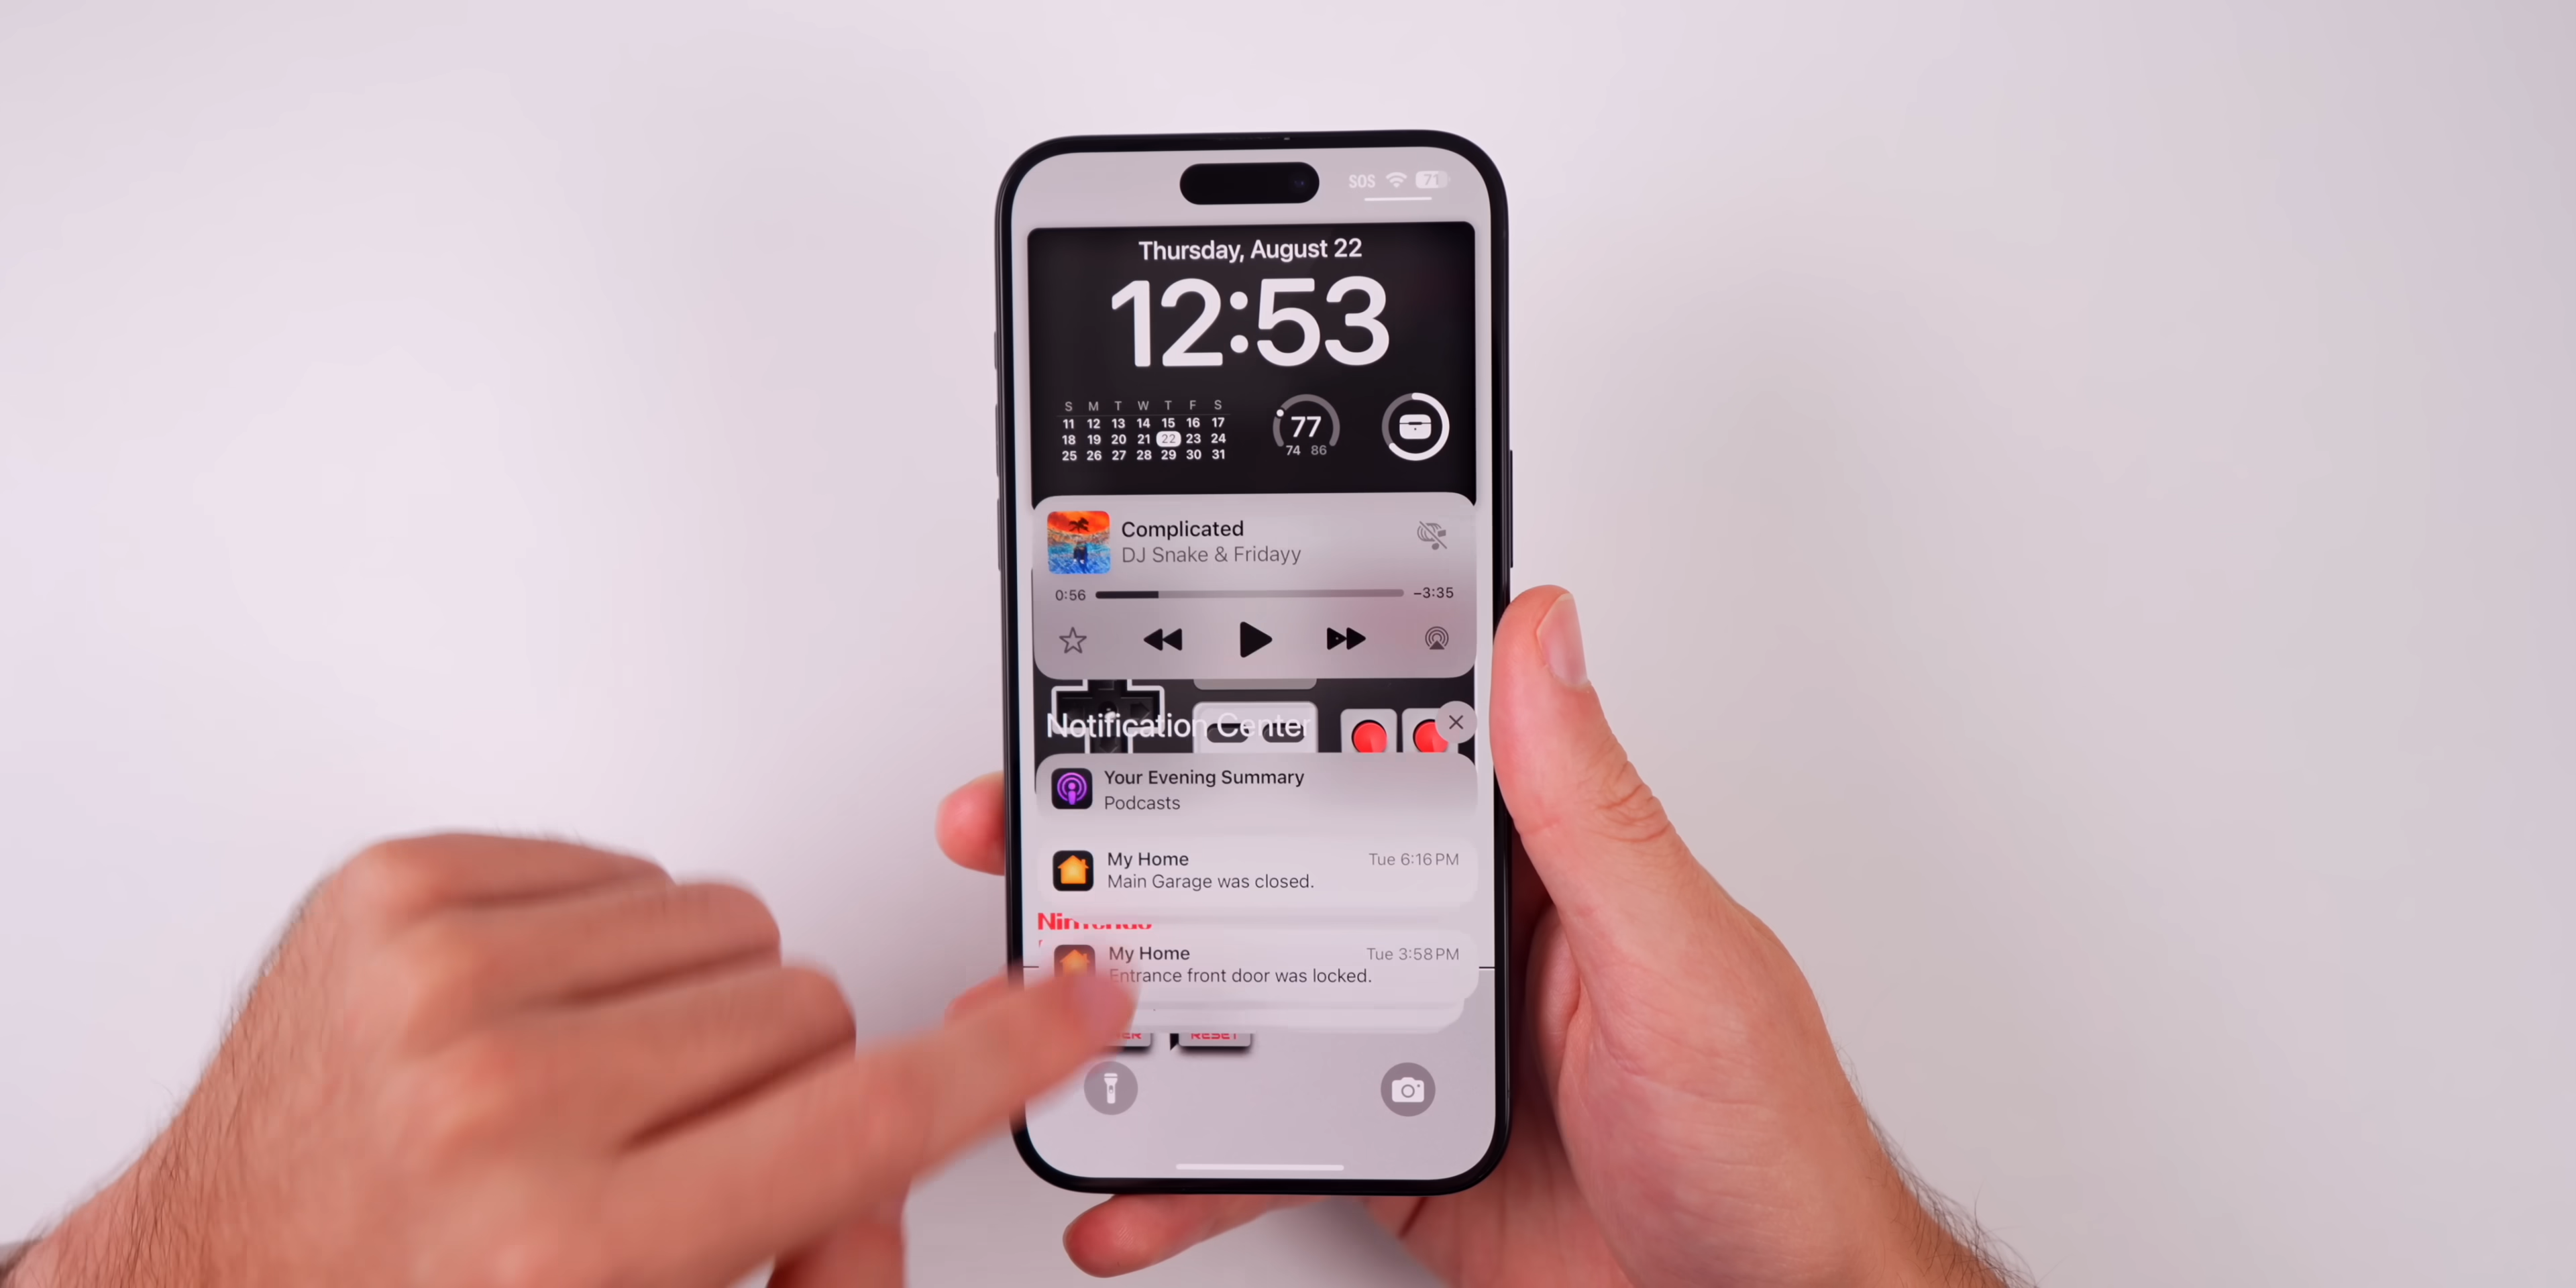 SOS 71
Thursday, August 22
12:53
S M T W T F S
11 12 13 14 15 16 17
18 19 20 21 22 23 24
25 26 27 28 29 30 31
77
74 86
Complicated
DJ Snake & Fridayy
0:56 -3:35
Notification Center
Your Evening Summary
Podcasts
My Home Tue 6:16 PM
Main Garage was closed.
Nintendo
My Home Tue 3:58 PM
Entrance front door was locked.
RESET